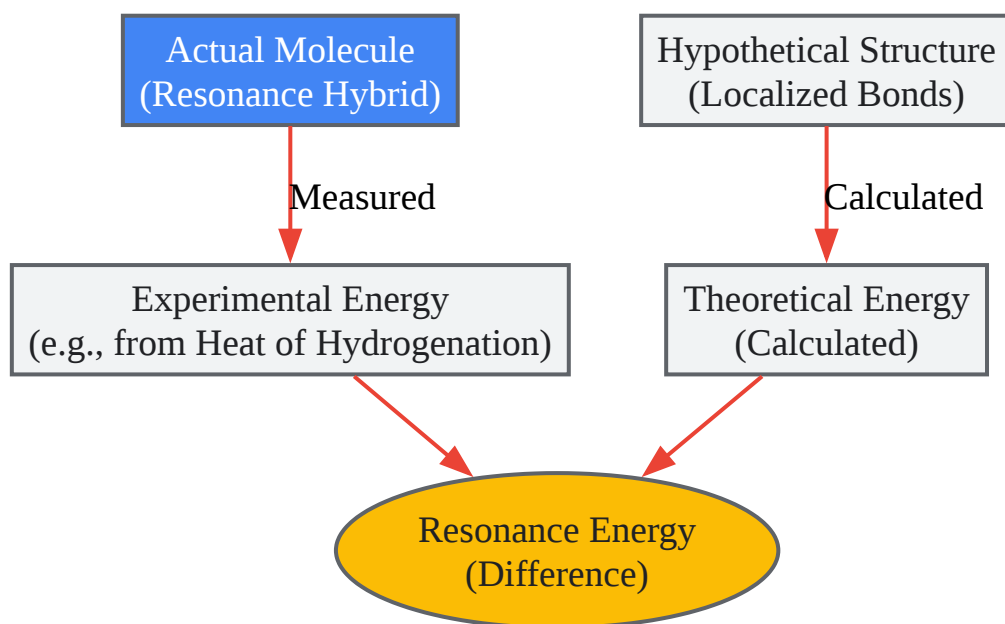 Actual Molecule
(Resonance Hybrid)
Hypothetical Structure
(Localized Bonds)
Measured
Calculated
Experimental Energy
(e.g., from Heat of Hydrogenation)
Theoretical Energy
(Calculated)
Resonance Energy
(Difference)